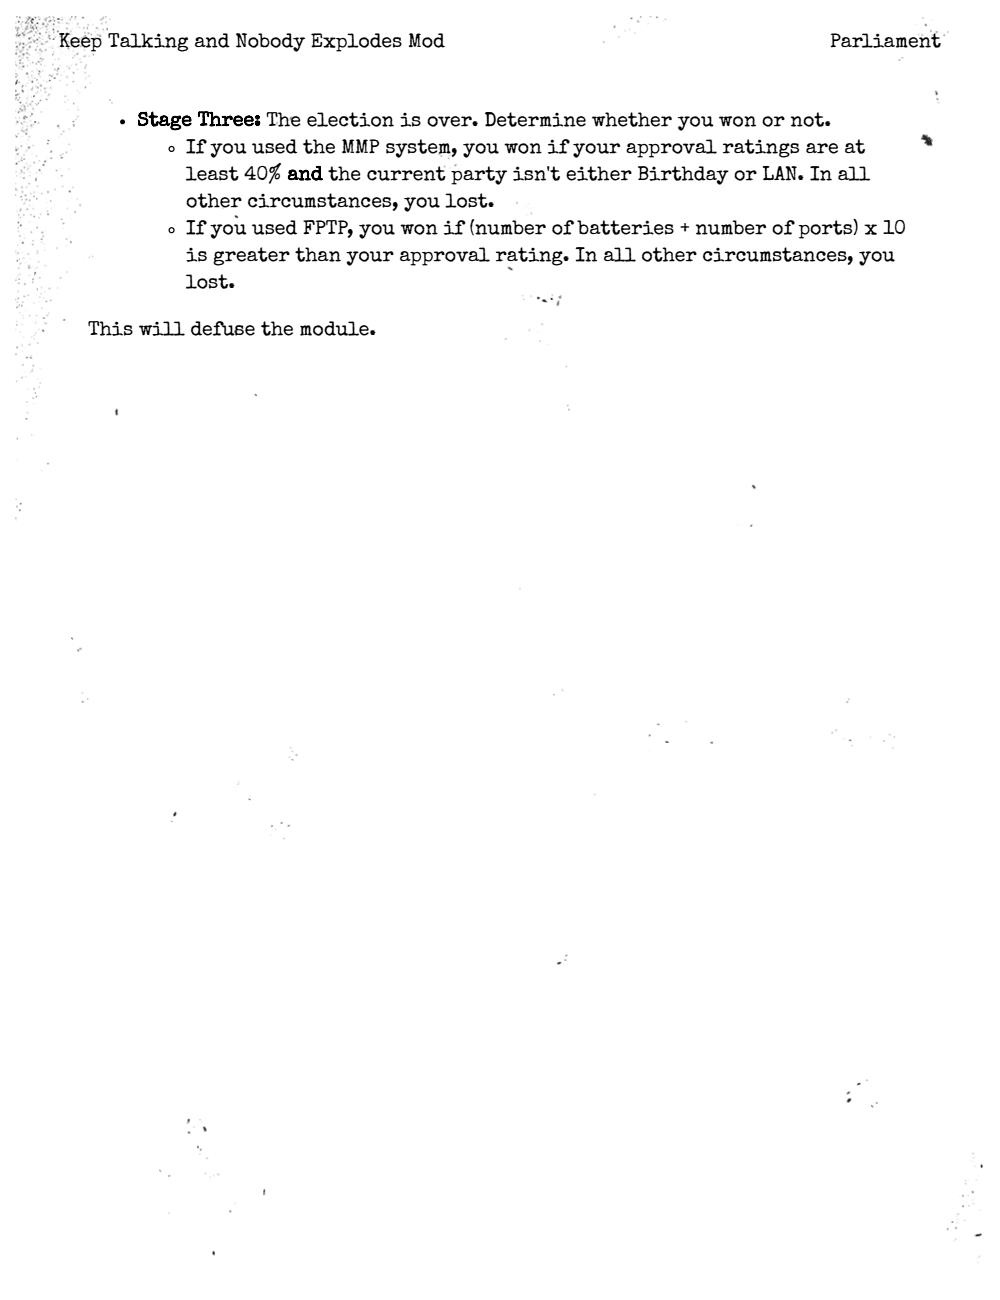 Keep Talking and Nobody Explodes Mod Parliament
• Stage Three: The election is over. Determine whether you won or not.
◦ If you used the MMP system, you won if your approval ratings are at
least 40% and the current party isn't either Birthday or LAN. In all
other circumstances, you lost.
◦ If you used FPTP, you won if (number of batteries + number of ports) x 10
is greater than your approval rating. In all other circumstances, you
lost.
This will defuse the module.